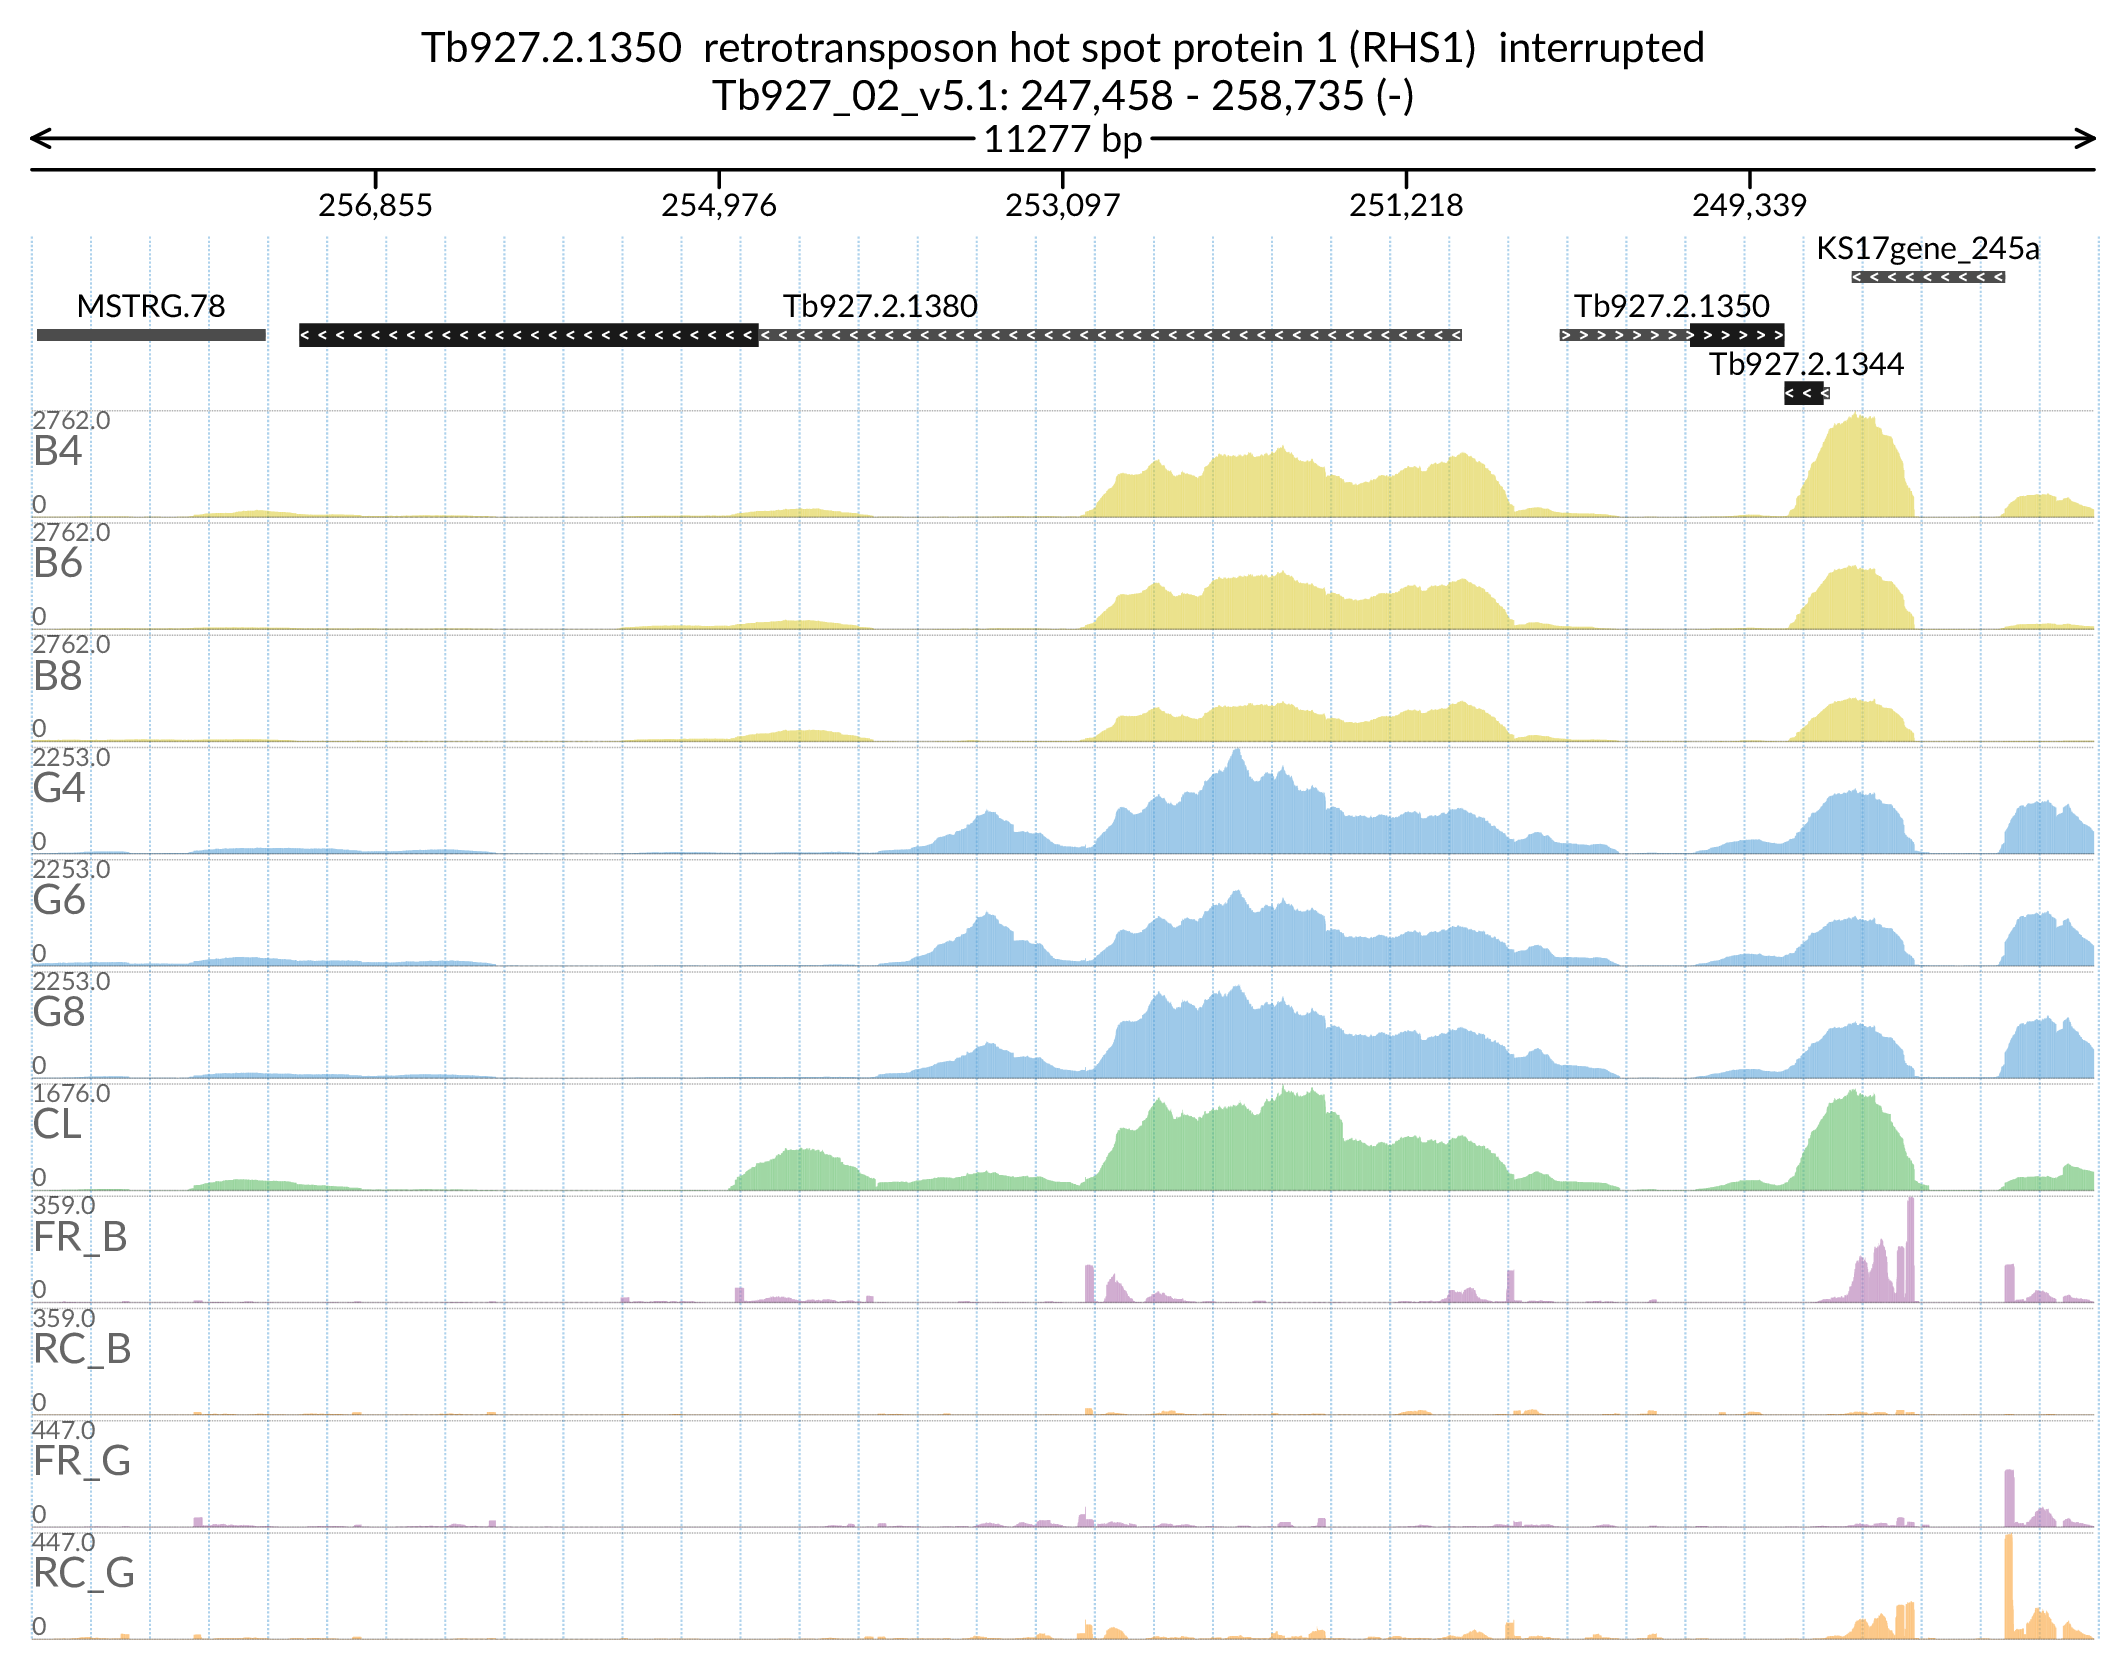 Tb927.2.1350 retrotransposon hot spot protein 1 (RHS1) interrupted
Tb927_02_v5.1: 247,458 - 258,735 (-)
11277 bp
256,855 254,976 253,097 251,218 249,339
KS17gene_245a
MSTRG.78 Tb927.2.1380 Tb927.2.1350
Tb927.2.1344
2762.0
B4
0
2762.0
B6
0
2762.0
B8
0
2253.0
G4
0
2253.0
G6
0
2253.0
G8
0
1676.0
CL
0
359.0
FR_B
0
359.0
RC_B
0
447.0
FR_G
0
447.0
RC_G
0